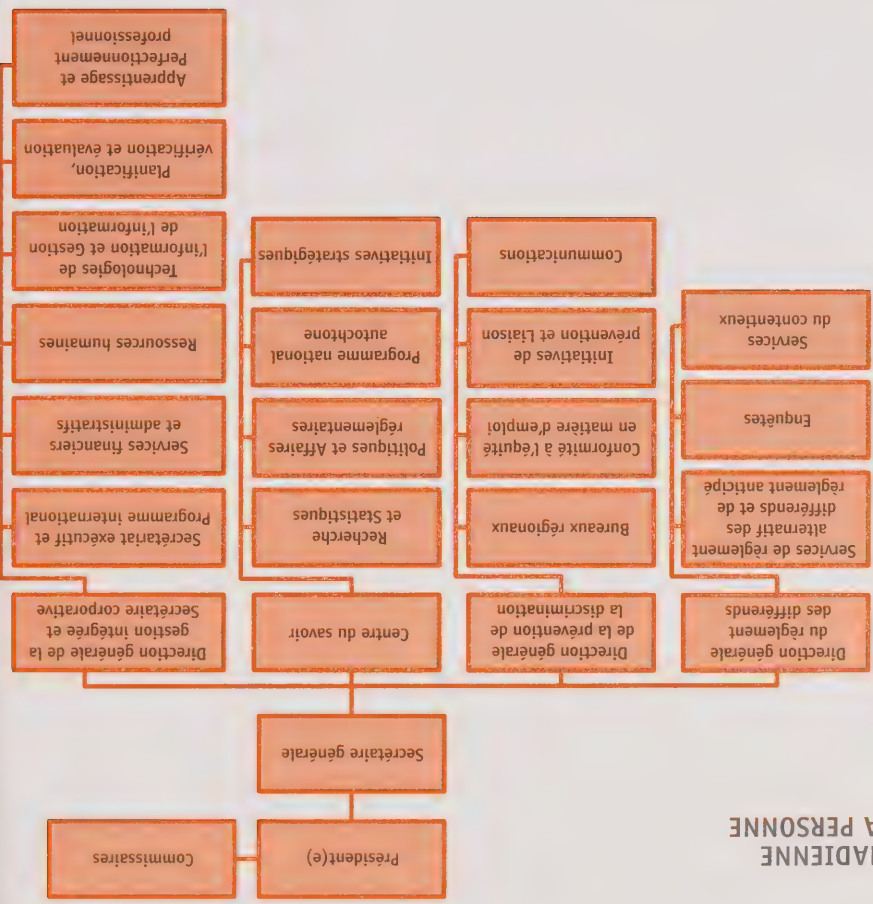 ADIENNE
A PERSONNE
Président(e)
Commissaires
Secrétaire générale
Direction générale
du règlement
des différends
Services de règlement
alternatif des
différends et de
règlement anticipé
Enquêtes
Services
du contentieux
Direction générale
de la prévention de
la discrimination
Bureaux régionaux
Conformité à l'équité
en matière d'emploi
Initiatives de
prévention et Liaison
Communications
Centre du savoir
Recherche
et Statistiques
Politiques et Affaires
réglementaires
Programme national
autochtone
Initiatives stratégiques
Direction générale de la
gestion intégrée et
Secrétaire corporative
Secrétariat exécutif et
Programme international
Services financiers
et administratifs
Ressources humaines
Technologies de
l'information et Gestion
de l'information
Planification,
vérification et évaluation
Apprentissage et
Perfectionnement
professionnel